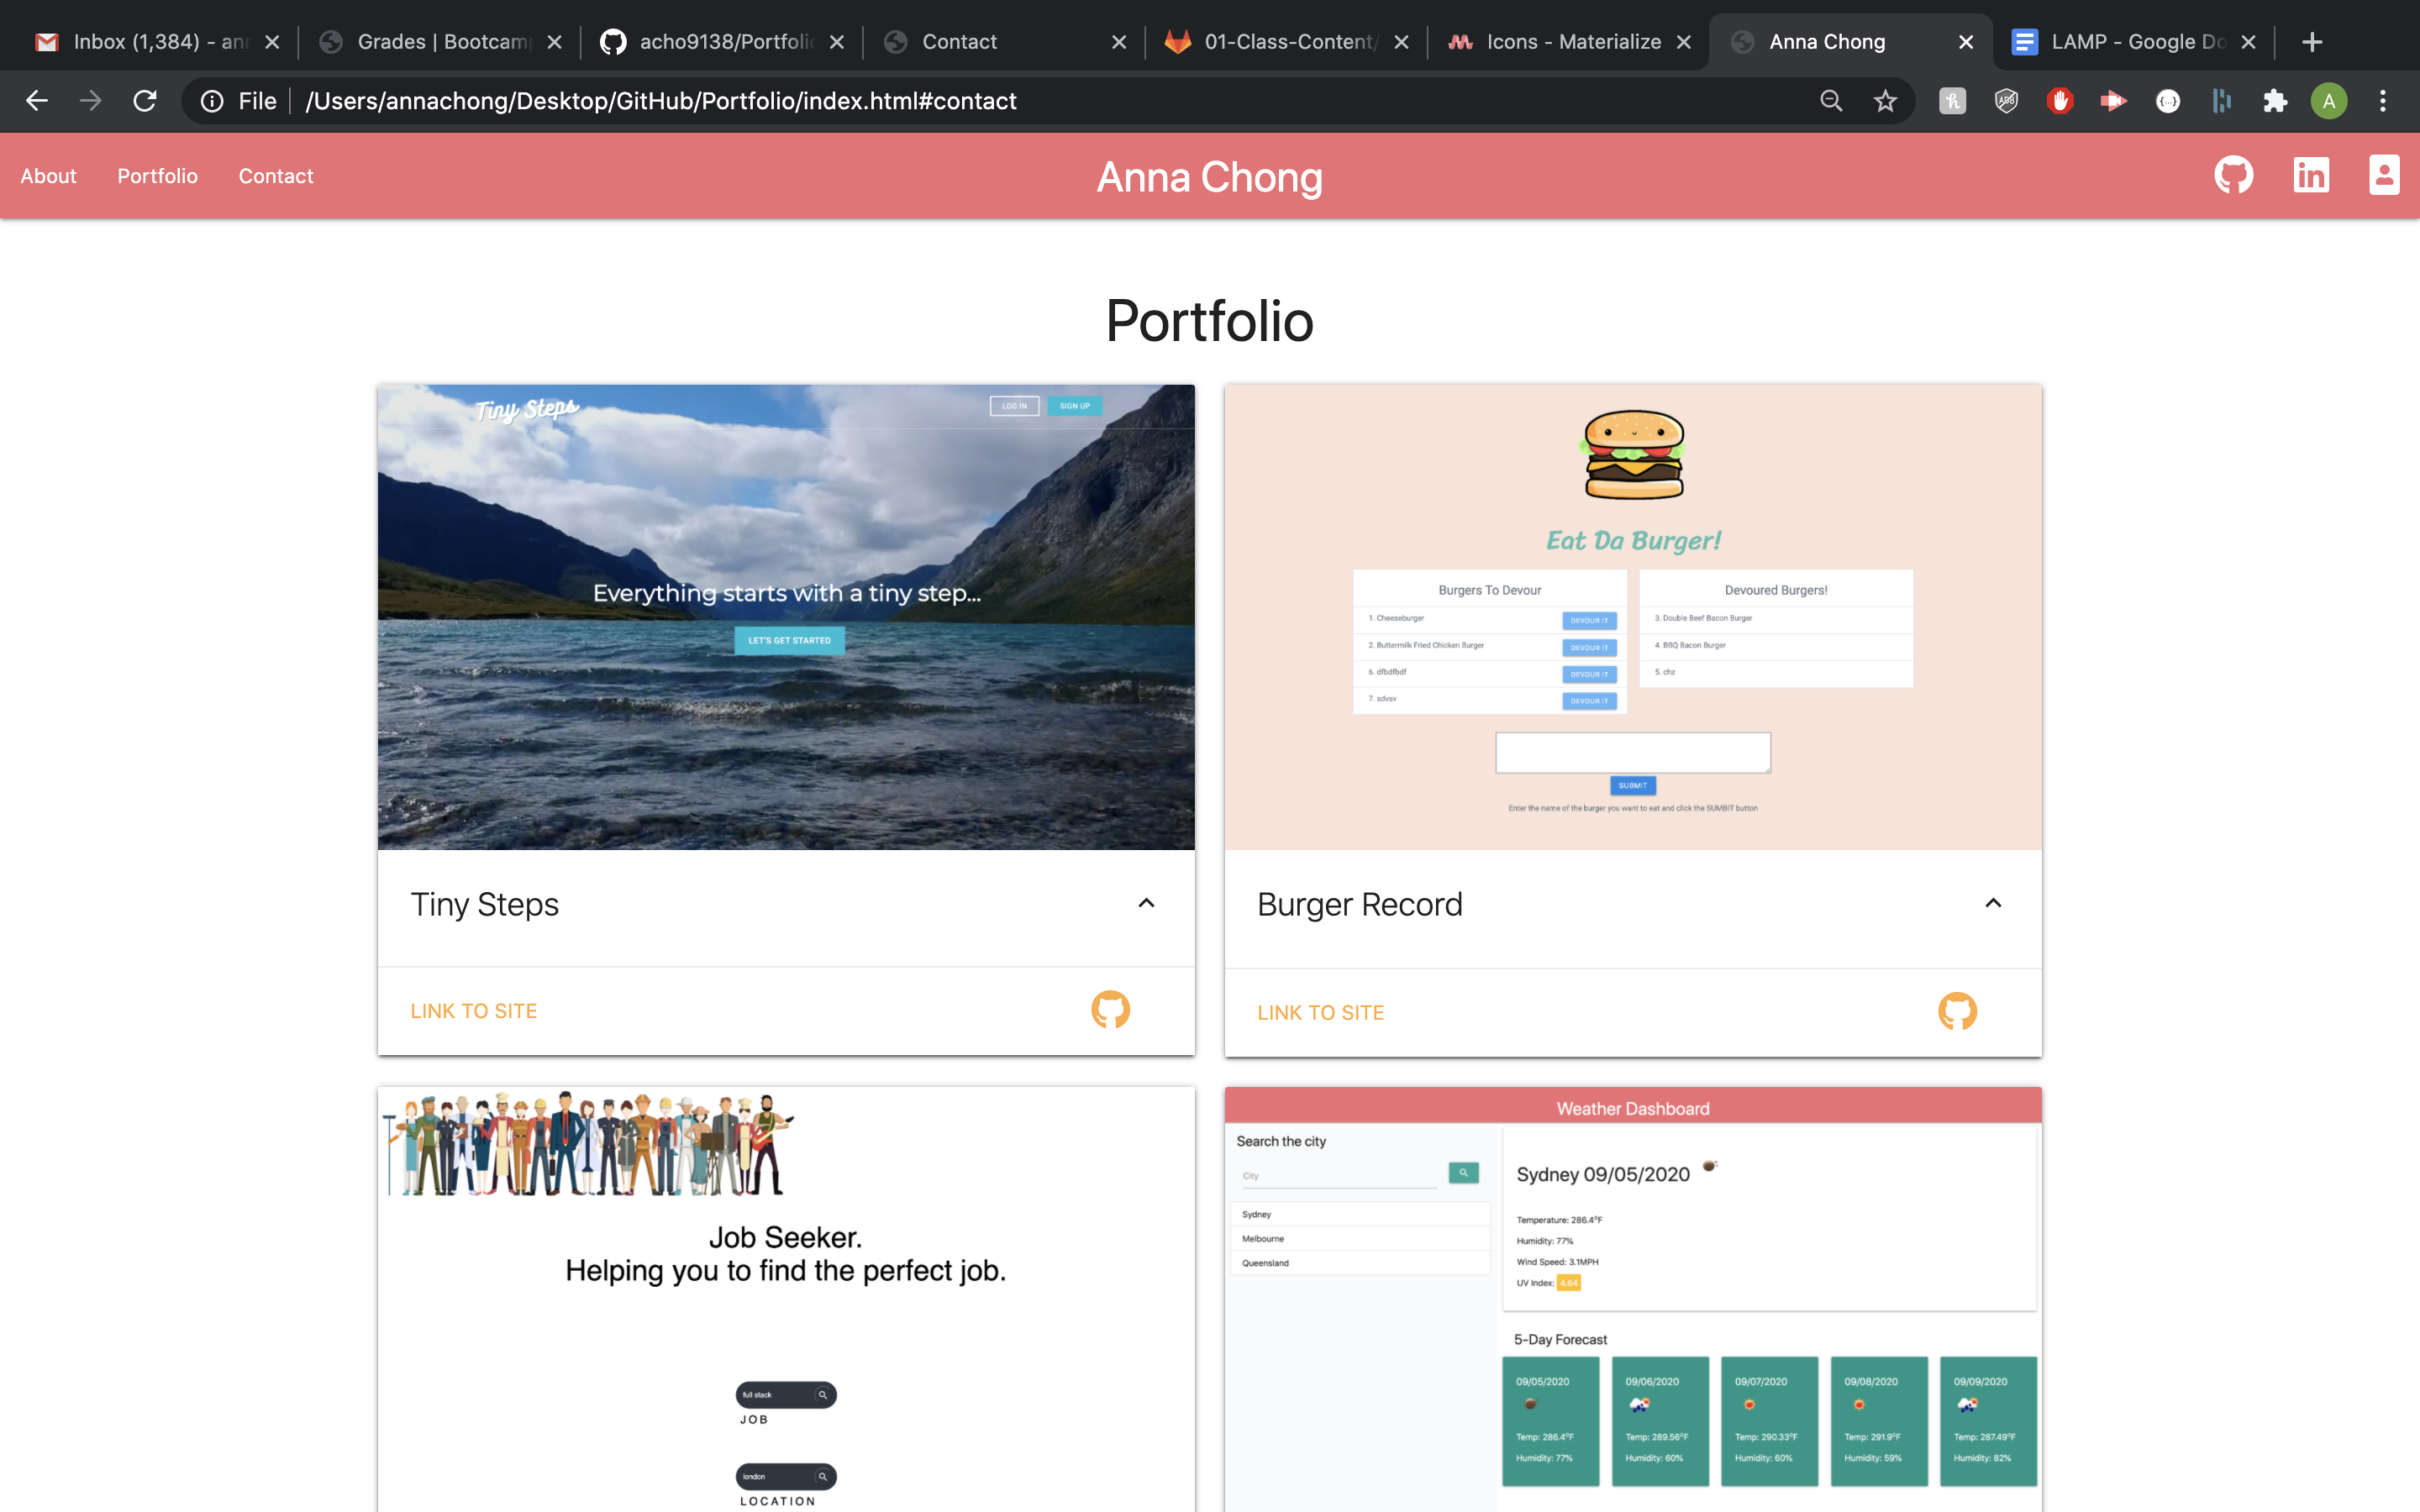 Inbox (1,384) - an
Grades | Bootcam
acho9138/Portfolio
Contact
01-Class-Content/
Icons - Materialize
Anna Chong
LAMP - Google Do
File
/Users/annachong/Desktop/GitHub/Portfolio/index.html#contact
ABB
A
About
Portfolio
Contact
Anna Chong
in
Portfolio
Tiny Steps
LOG IN
SIGN UP
Everything starts with a tiny step...
LET'S GET STARTED
Tiny Steps
LINK TO SITE
Eat Da Burger!
Burgers To Devour
1. Cheeseburger
DEVOUR IT
2. Buttermilk Fried Chicken Burger
DEVOUR IT
6. dfbdfbdf
DEVOUR IT
7. sdvsv
DEVOUR IT
Devoured Burgers!
3. Double Beef Bacon Burger
4. BBQ Bacon Burger
5. chz
SUBMIT
Enter the name of the burger you want to eat and click the SUMBIT button
Burger Record
LINK TO SITE
Job Seeker.
Helping you to find the perfect job.
full stack
JOB
london
LOCATION
Weather Dashboard
Search the city
City
Sydney
Melbourne
Queensland
Sydney 09/05/2020
Temperature: 286.4°F
Humidity: 77%
Wind Speed: 3.1MPH
UV Index: 4.64
5-Day Forecast
09/05/2020
Temp: 286.4°F
Humidity: 77%
09/06/2020
Temp: 289.56°F
Humidity: 60%
09/07/2020
Temp: 290.33°F
Humidity: 60%
09/08/2020
Temp: 291.9°F
Humidity: 59%
09/09/2020
Temp: 287.49°F
Humidity: 82%